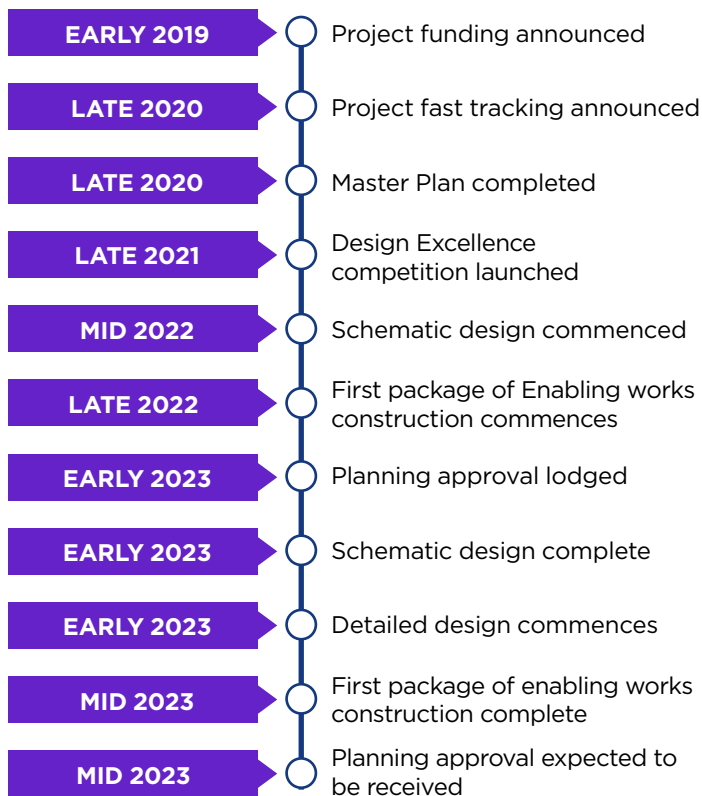 EARLY 2019
Project funding announced
LATE 2020
Project fast tracking announced
LATE 2020
Master Plan completed
LATE 2021
Design Excellence
competition launched
MID 2022
Schematic design commenced
LATE 2022
First package of Enabling works
construction commences
EARLY 2023
Planning approval lodged
EARLY 2023
Schematic design complete
EARLY 2023
Detailed design commences
MID 2023
First package of enabling works
construction complete
MID 2023
Planning approval expected to
be received